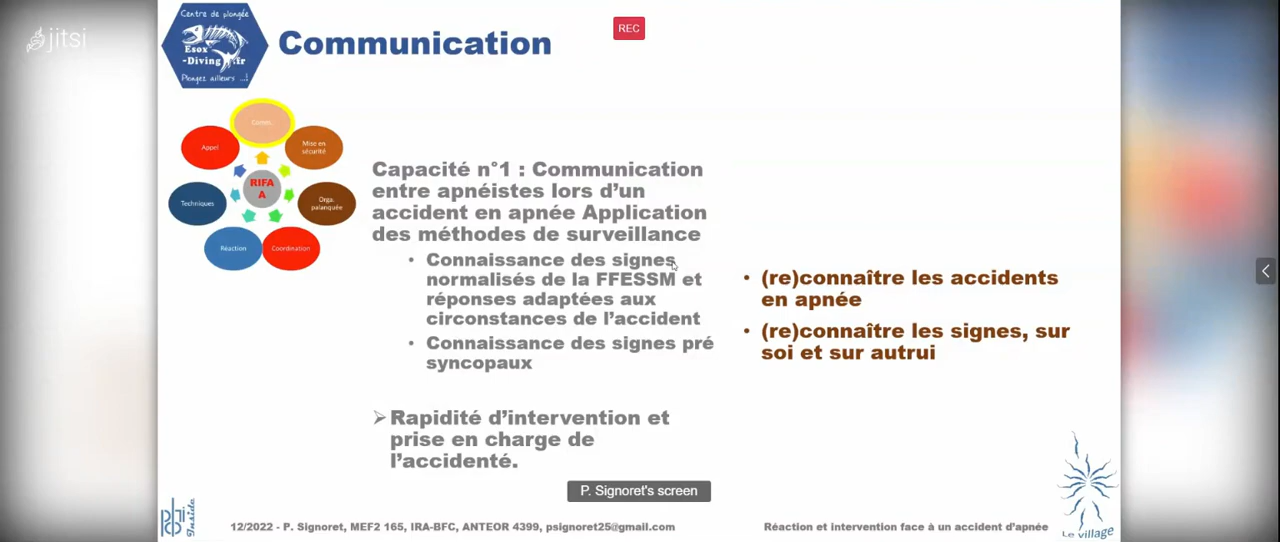 jitsi
Centre de plongée
Esox
-Diving.fr
Plongez ailleurs ...!
Communication
REC
Comm.
Appel
Mise en
sécurité
RIFA
A
Techniques
Orga.
palanquée
Réaction
Coordination
Capacité n°1 : Communication
entre apnéistes lors d’un
accident en apnée Application
des méthodes de surveillance
• Connaissance des signes
normalisés de la FFESSM et
réponses adaptées aux
circonstances de l’accident
• Connaissance des signes pré
syncopaux
➢ Rapidité d’intervention et
prise en charge de
l’accidenté.
• (re)connaître les accidents
en apnée
• (re)connaître les signes, sur
soi et sur autrui
P. Signoret's screen
Inside
12/2022 - P. Signoret, MEF2 165, IRA-BFC, ANTEOR 4399, psignoret25@gmail.com
Réaction et intervention face à un accident d’apnée
Le village